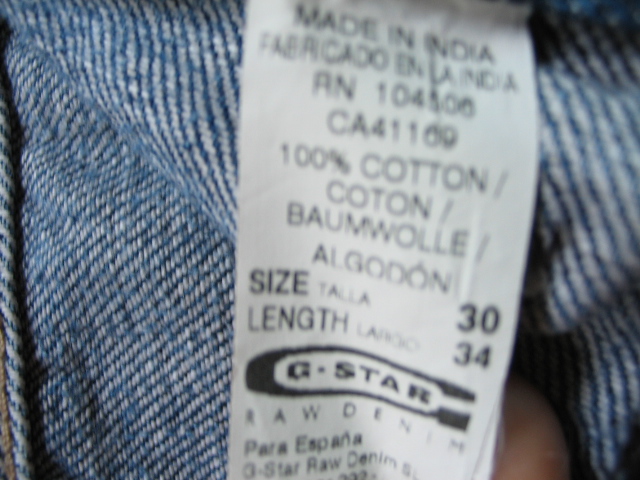 MADE IN INDIA
FABRICADO EN LA INDIA
RN 104506
CA41169
100% COTTON /
COTON /
BAUMWOLLE /
ALGODÓN
SIZE TALLA 30
LENGTH LARGO 34
G-STAR
RAW DENIM
Para España
G-Star Raw Denim